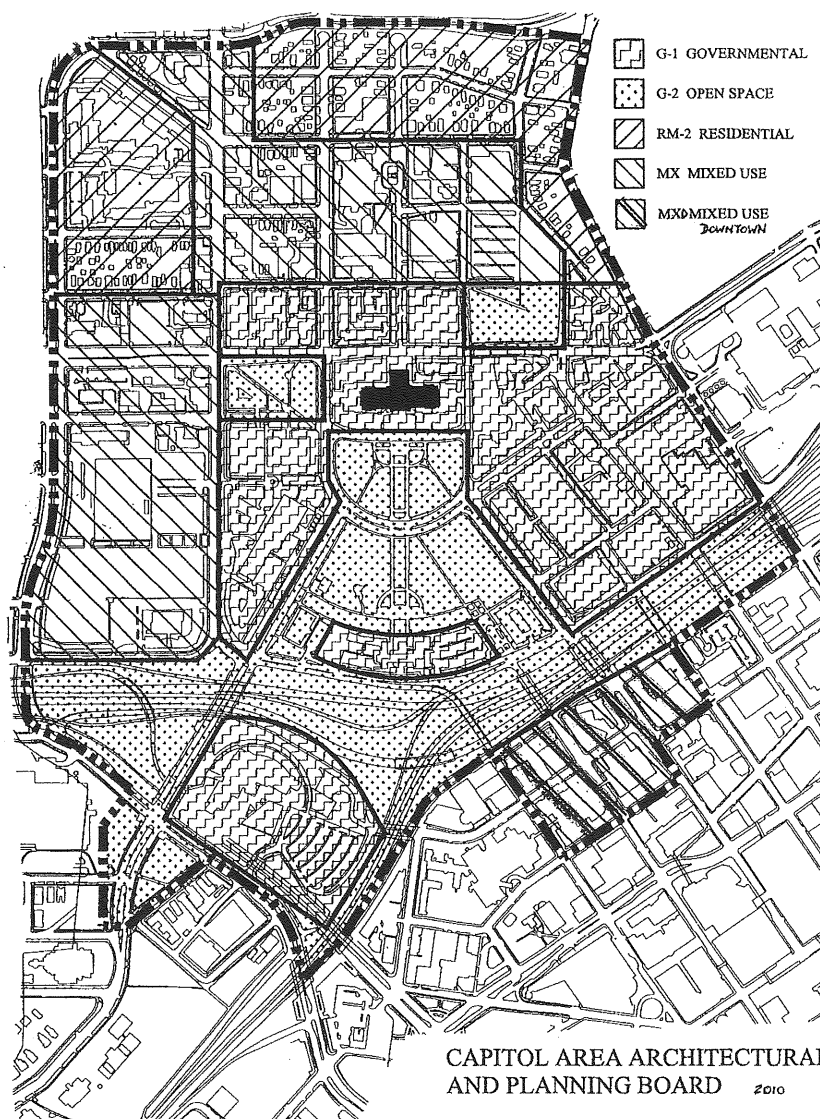 G-1 GOVERNMENTAL
G-2 OPEN SPACE
RM-2 RESIDENTIAL
MX MIXED USE
MXD MIXED USE
DOWNTOWN
CAPITOL AREA ARCHITECTURAL
AND PLANNING BOARD 2010